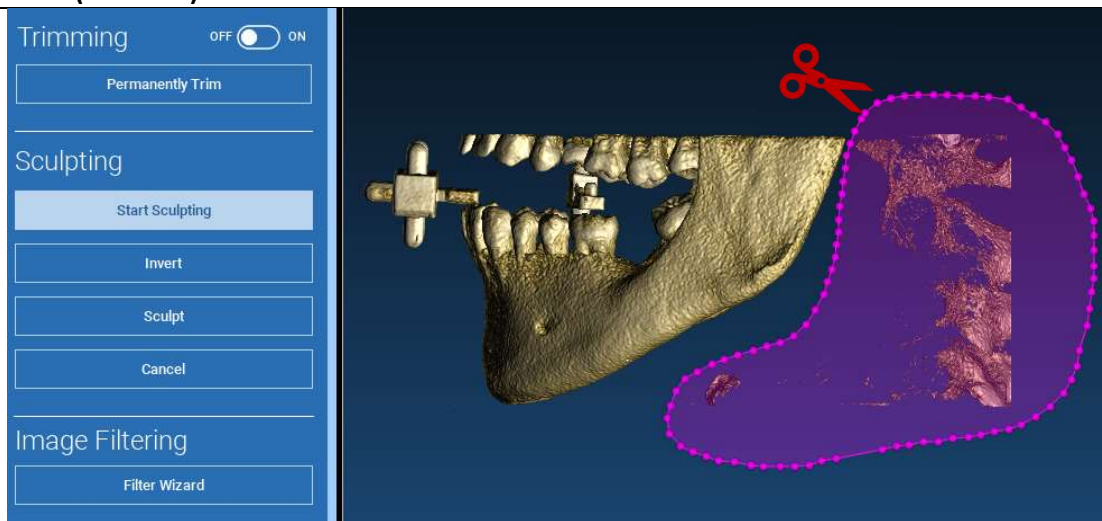 Trimming OFF ON
Permanently Trim
Sculpting
Start Sculpting
Invert
Sculpt
Cancel
Image Filtering
Filter Wizard